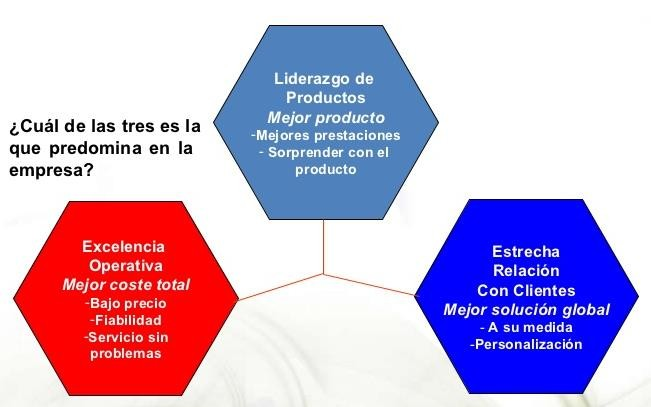 ¿Cuál de las tres es la
que predomina en la
empresa?
Liderazgo de
Productos
Mejor producto
-Mejores prestaciones
- Sorprender con el
producto
Excelencia
Operativa
Mejor coste total
-Bajo precio
-Fiabilidad
-Servicio sin
problemas
Estrecha
Relación
Con Clientes
Mejor solución global
- A su medida
-Personalización